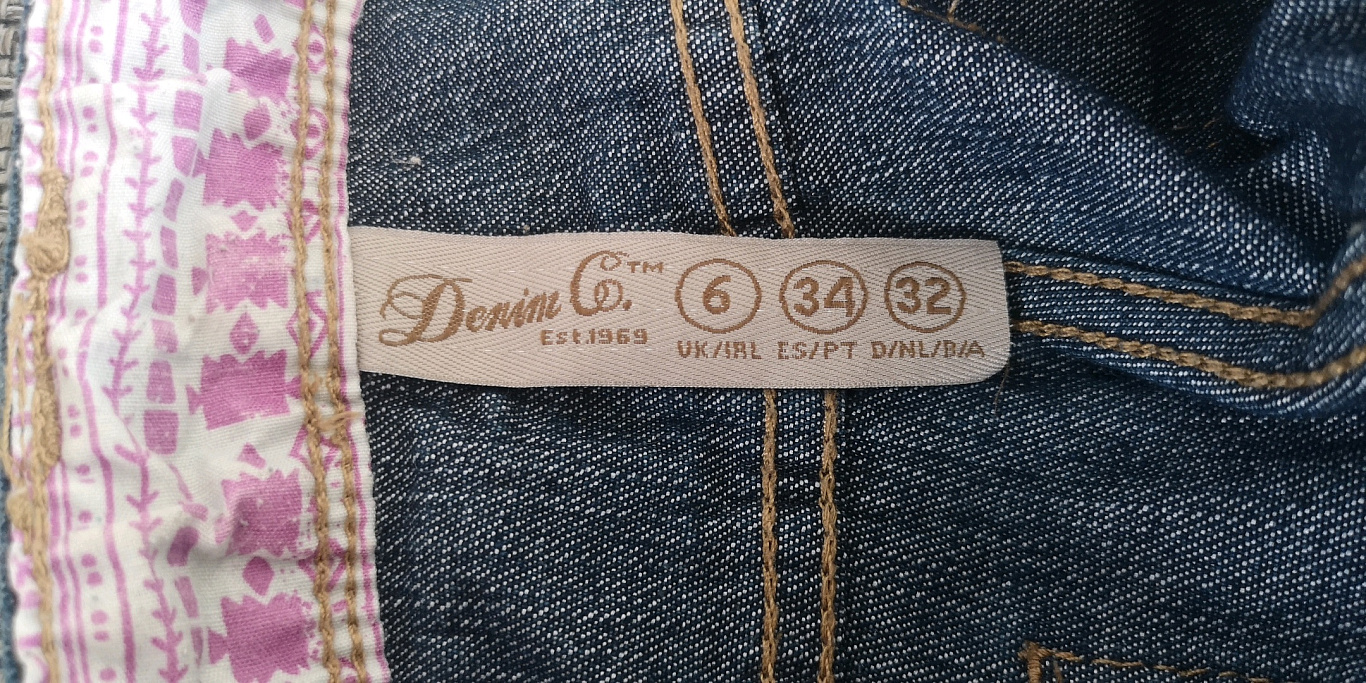 Denim Co.™ 6 34 32
Est.1969 UK/IRL ES/PT D/NL/B/A